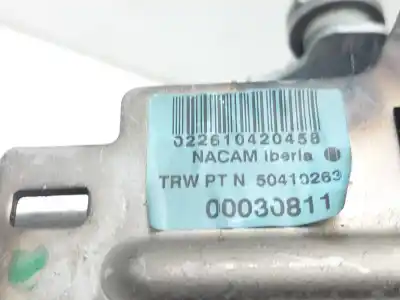 022610420458
NACAM iberia
TRW PT N 50410263
00030811